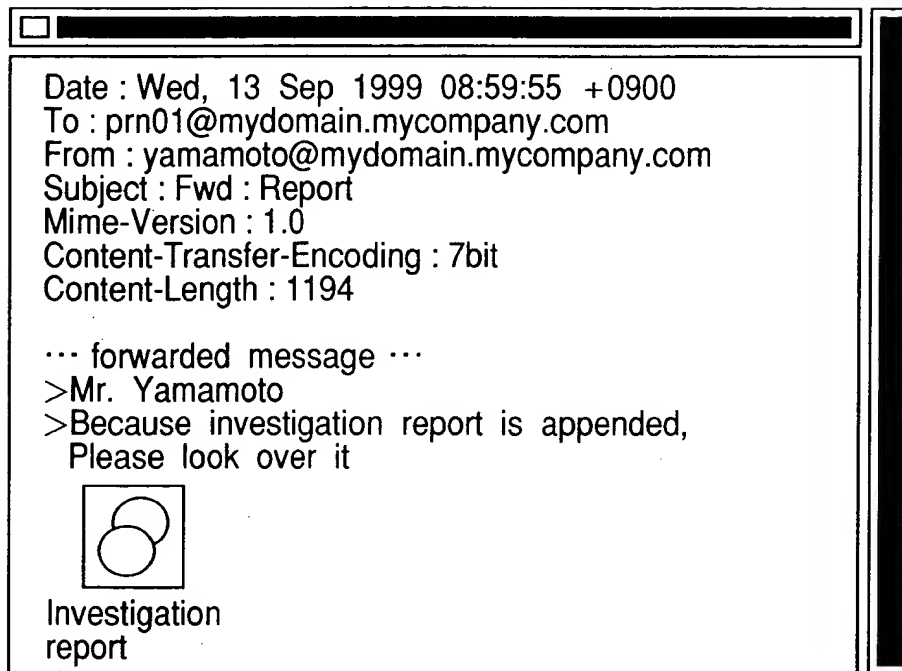 Date : Wed, 13 Sep 1999 08:59:55 +0900
To : prn01@mydomain.mycompany.com
From : yamamoto@mydomain.mycompany.com
Subject : Fwd : Report
Mime-Version : 1.0
Content-Transfer-Encoding : 7bit
Content-Length : 1194
··· forwarded message ···
>Mr. Yamamoto
>Because investigation report is appended,
Please look over it
Investigation
report